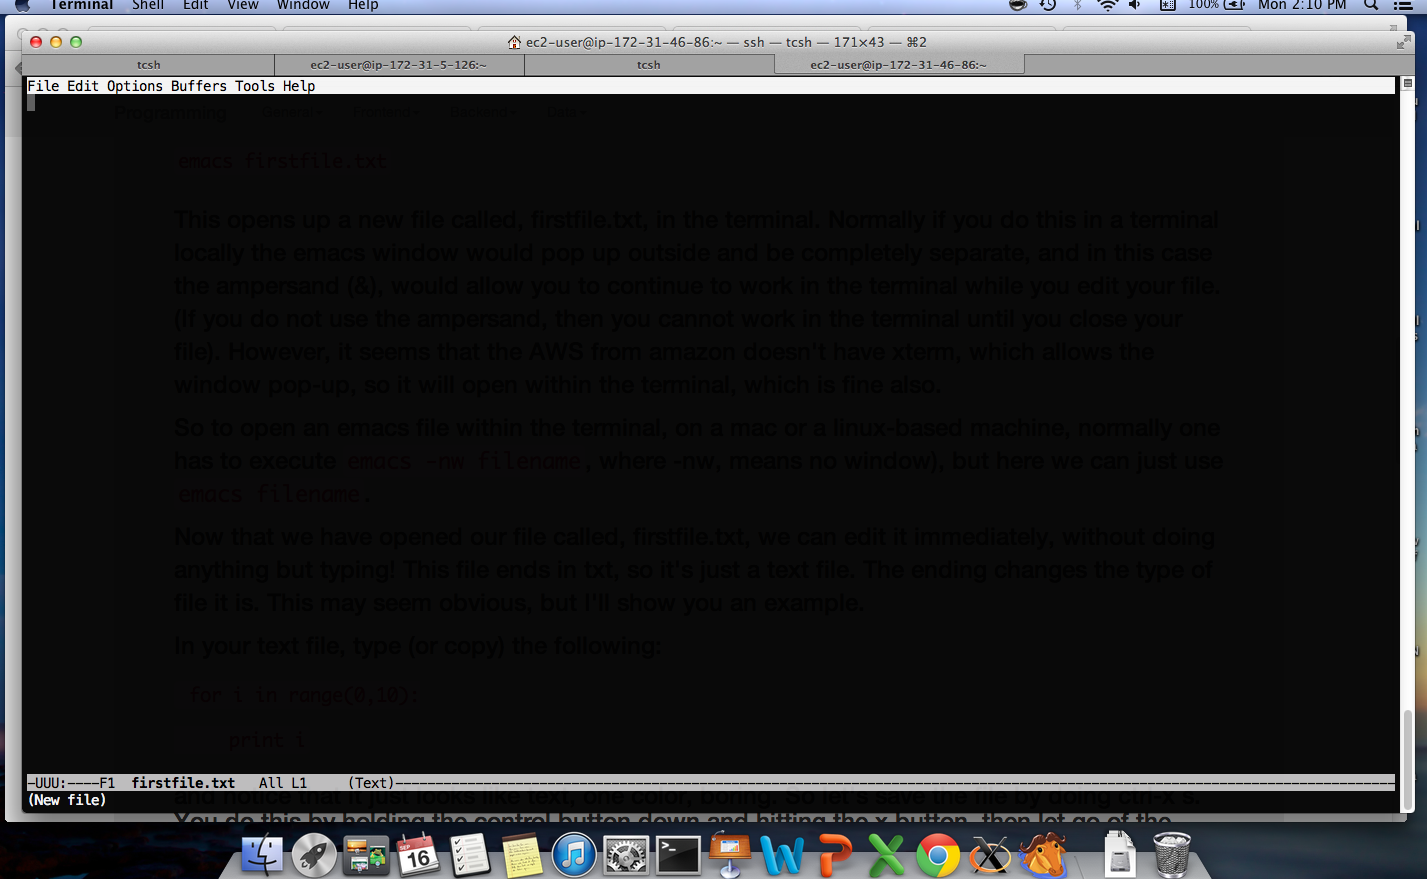 Terminal Shell Edit View Window Help 100% Mon 2:10 PM
ec2-user@ip-172-31-46-86:~ — ssh — tcsh — 171×43 — ⌘2
tcsh ec2-user@ip-172-31-5-126:~ tcsh ec2-user@ip-172-31-46-86:~
File Edit Options Buffers Tools Help
Programming General Frontend Backend Data
emacs firstfile.txt
This opens up a new file called, firstfile.txt, in the terminal. Normally if you do this in a terminal
locally the emacs window would pop up outside and be completely separate, and in this case
the ampersand (&), would allow you to continue to work in the terminal while you edit your file.
(If you do not use the ampersand, then you cannot work in the terminal until you close your
file). However, it seems that the AWS from amazon doesn't have xterm, which allows the
window pop-up, so it will open within the terminal, which is fine also.
So to open an emacs file within the terminal, on a mac or a linux-based machine, normally one
has to execute emacs -nw filename, where -nw, means no window), but here we can just use
emacs filename.
Now that we have opened our file called, firstfile.txt, we can edit it immediately, without doing
anything but typing! This file ends in txt, so it's just a text file. The ending changes the type of
file it is. This may seem obvious, but I'll show you an example.
In your text file, type (or copy) the following:
for i in range(0,10):
print i
-UUU:----F1 firstfile.txt All L1 (Text)
(New file)
and notice that it just looks like text, one color, boring. So let's save the file by doing ctrl-x s.
You do this by holding the control button down and hitting the x button, then let go of the
SEP
16